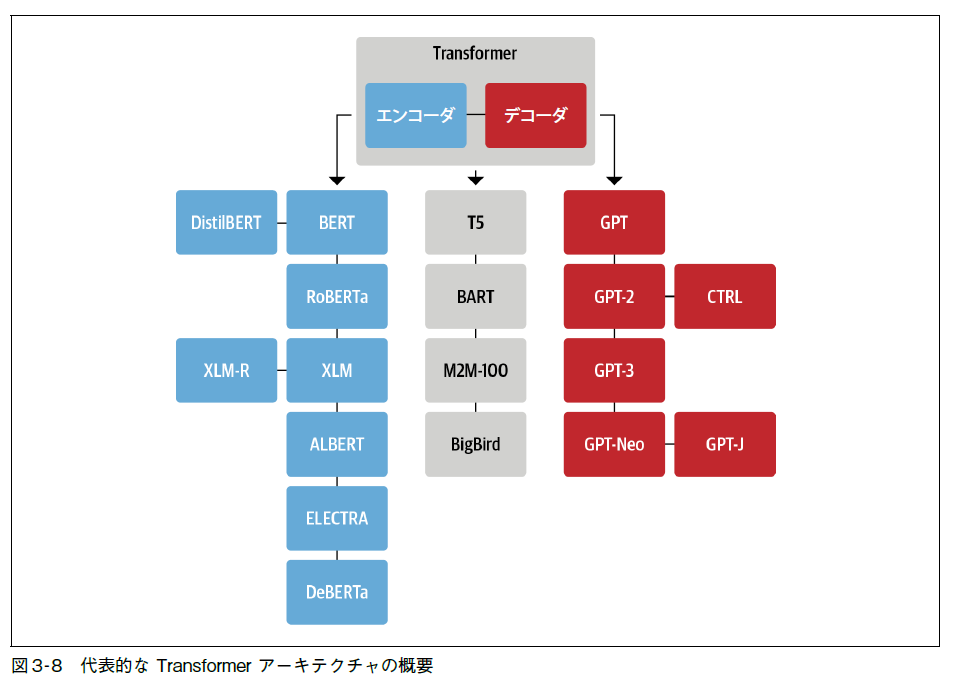 Transformer
エンコーダ
デコーダ
DistilBERT
BERT
T5
GPT
RoBERTa
BART
GPT-2
CTRL
XLM-R
XLM
M2M-100
GPT-3
ALBERT
BigBird
GPT-Neo
GPT-J
ELECTRA
DeBERTa
図3-8 代表的な Transformer アーキテクチャの概要